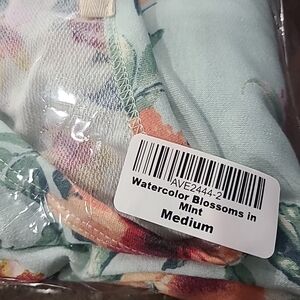 AVE2444-2
Watercolor Blossoms in
Mint
Medium